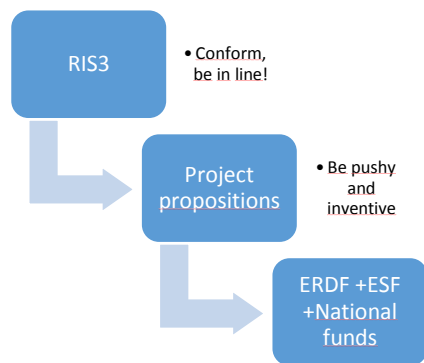 RIS3
• Conform,
be in line!
Project
propositions
• Be pushy
and
inventive
ERDF +ESF
+National
funds